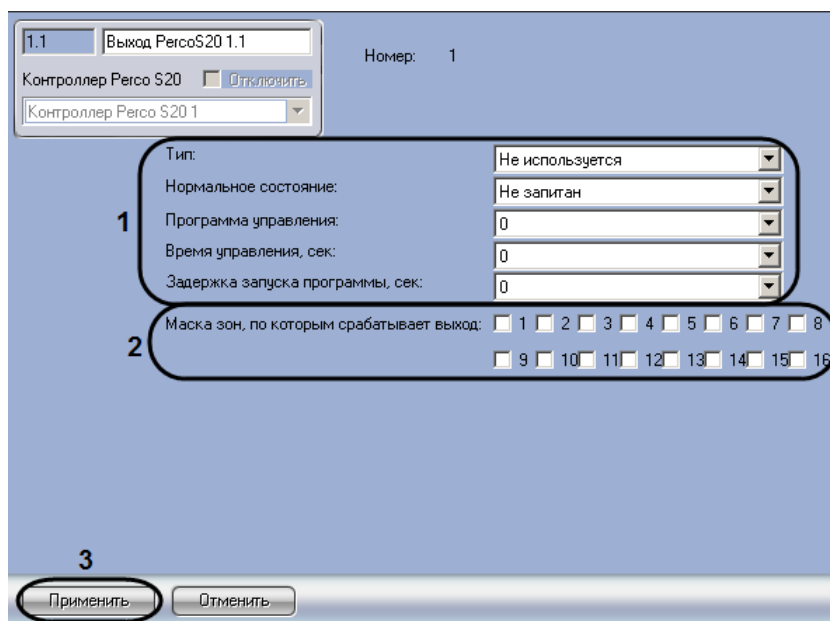 1.1 Выход PercoS20 1.1
Номер: 1
Контроллер Perco S20 Отключить
Контроллер Perco S20 1
Тип: Не используется
Нормальное состояние: Не запитан
1
Программа управления: 0
Время управления, сек: 0
Задержка запуска программы, сек: 0
Маска зон, по которым срабатывает выход: 1 2 3 4 5 6 7 8
2
9 10 11 12 13 14 15 16
3
Применить Отменить